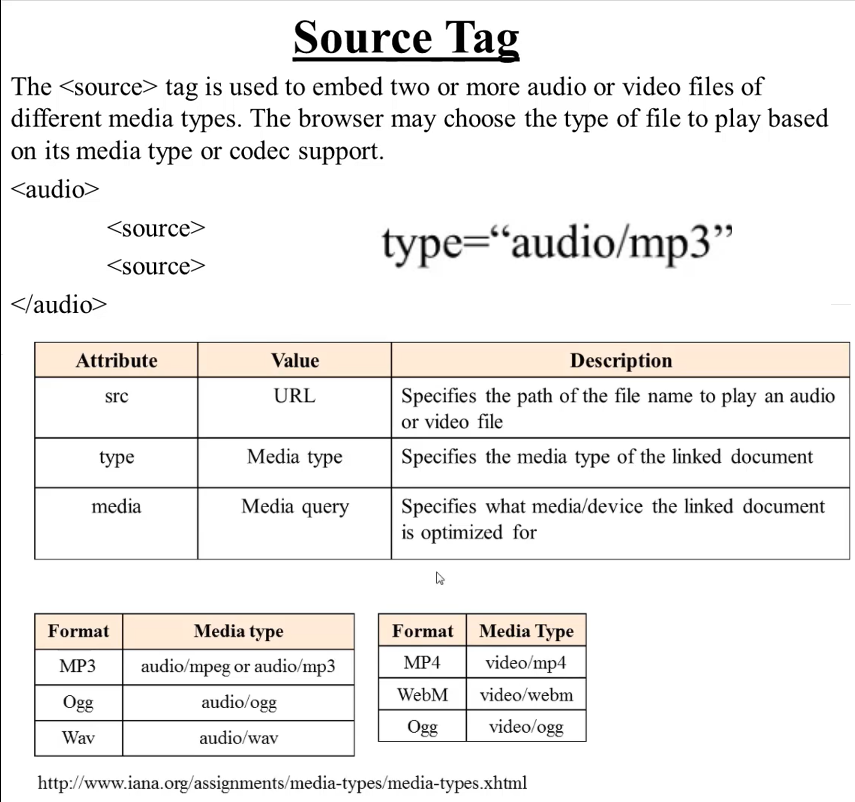 Source Tag
The <source> tag is used to embed two or more audio or video files of
different media types. The browser may choose the type of file to play based
on its media type or codec support.
<audio>
<source>
<source>
</audio>
type=“audio/mp3”
Attribute Value Description
src URL Specifies the path of the file name to play an audio
or video file
type Media type Specifies the media type of the linked document
media Media query Specifies what media/device the linked document
is optimized for
Format Media type
MP3 audio/mpeg or audio/mp3
Ogg audio/ogg
Wav audio/wav
Format Media Type
MP4 video/mp4
WebM video/webm
Ogg video/ogg
http://www.iana.org/assignments/media-types/media-types.xhtml